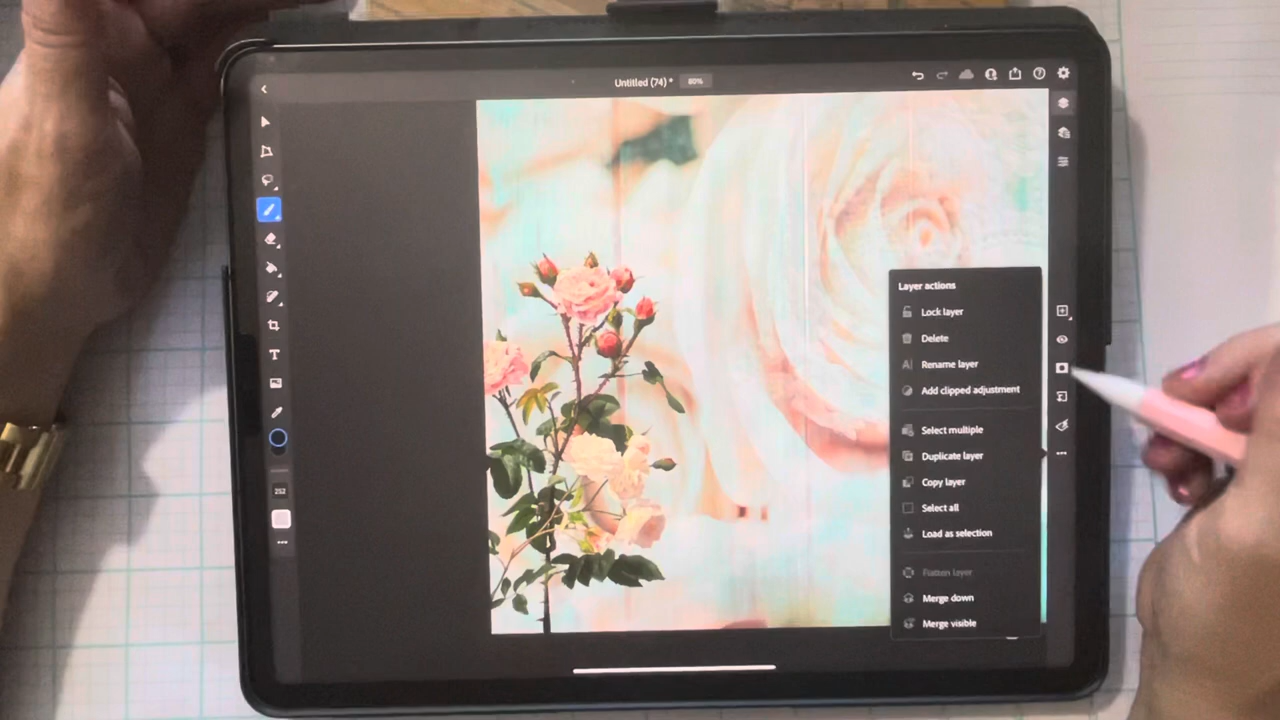 Untitled (74) *
80%
T
252
Layer actions
Lock layer
Delete
Rename layer
Add clipped adjustment
Select multiple
Duplicate layer
Copy layer
Select all
Load as selection
Flatten layer
Merge down
Merge visible